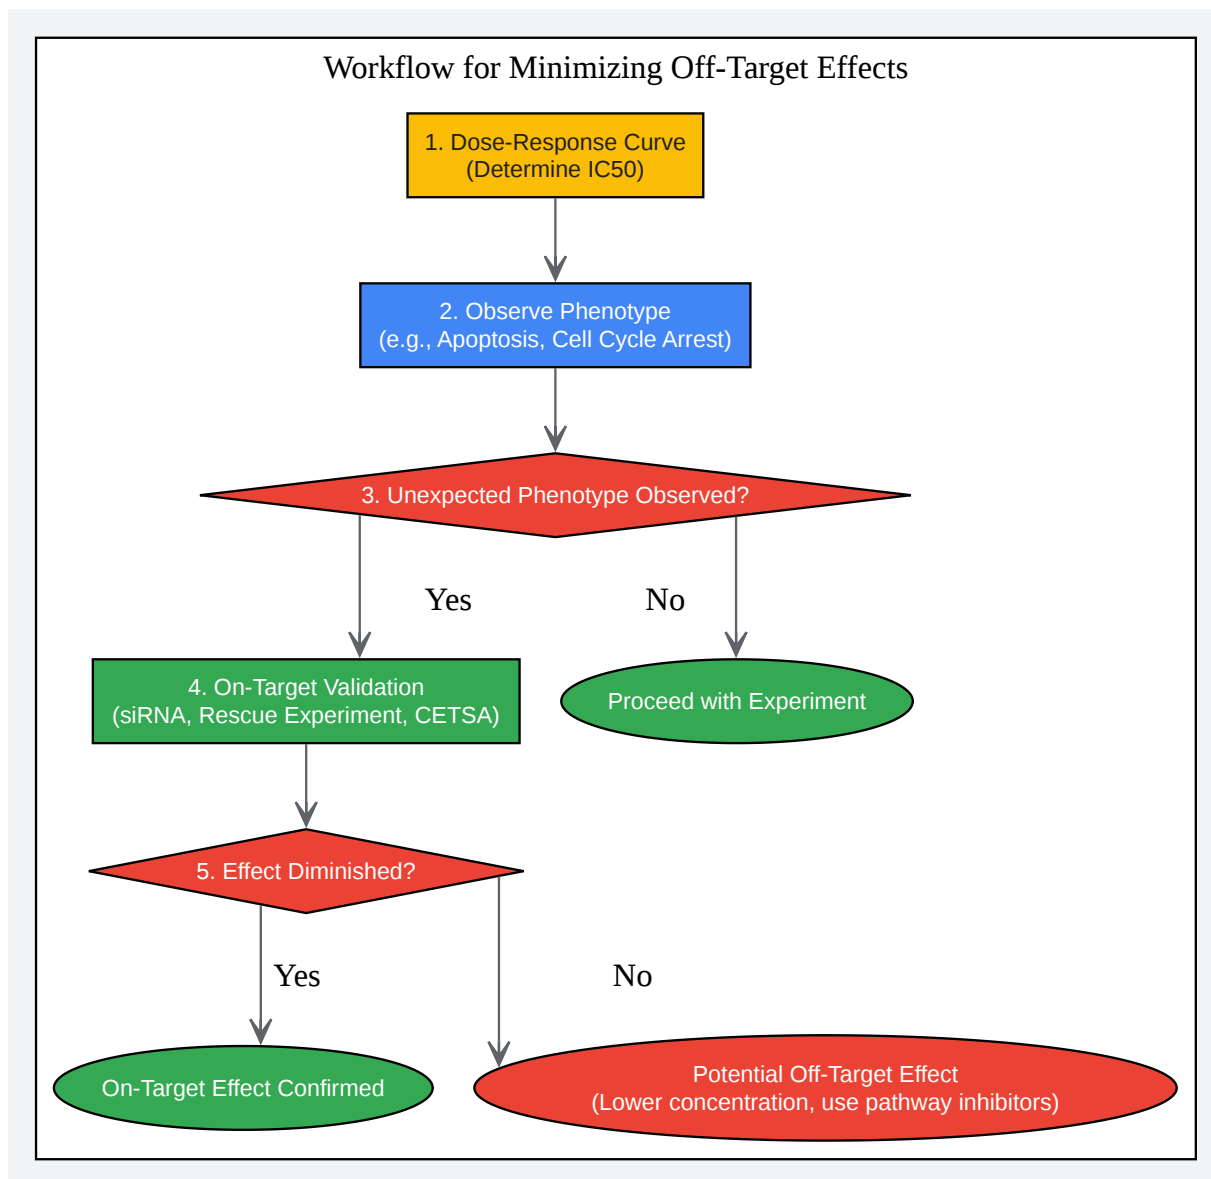 Workflow for Minimizing Off-Target Effects
1. Dose-Response Curve
(Determine IC50)
2. Observe Phenotype
(e.g., Apoptosis, Cell Cycle Arrest)
3. Unexpected Phenotype Observed?
Yes
No
4. On-Target Validation
(siRNA, Rescue Experiment, CETSA)
Proceed with Experiment
5. Effect Diminished?
Yes
No
On-Target Effect Confirmed
Potential Off-Target Effect
(Lower concentration, use pathway inhibitors)